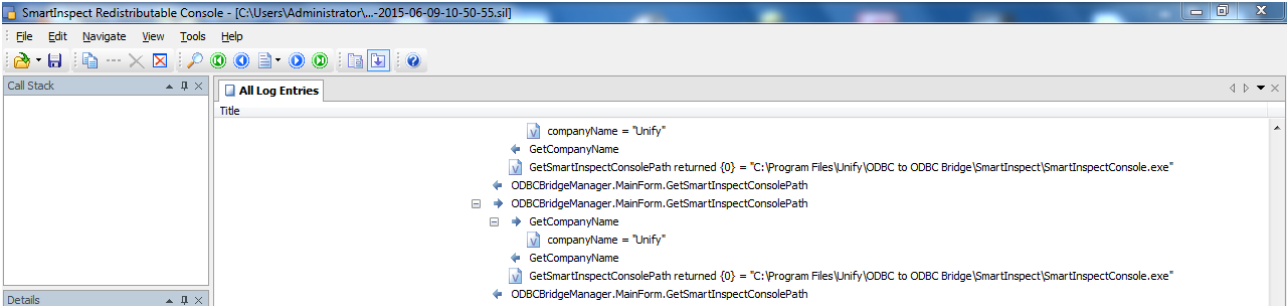 SmartInspect Redistributable Console - [C:\Users\Administrator\...-2015-06-09-10-50-55.sil]
File Edit Navigate View Tools Help
Call Stack
All Log Entries
Title
companyName = "Unify"
GetCompanyName
GetSmartInspectConsolePath returned {0} = "C:\Program Files\Unify\ODBC to ODBC Bridge\SmartInspect\SmartInspectConsole.exe"
ODBCBridgeManager.MainForm.GetSmartInspectConsolePath
ODBCBridgeManager.MainForm.GetSmartInspectConsolePath
GetCompanyName
companyName = "Unify"
GetCompanyName
GetSmartInspectConsolePath returned {0} = "C:\Program Files\Unify\ODBC to ODBC Bridge\SmartInspect\SmartInspectConsole.exe"
Details
ODBCBridgeManager.MainForm.GetSmartInspectConsolePath